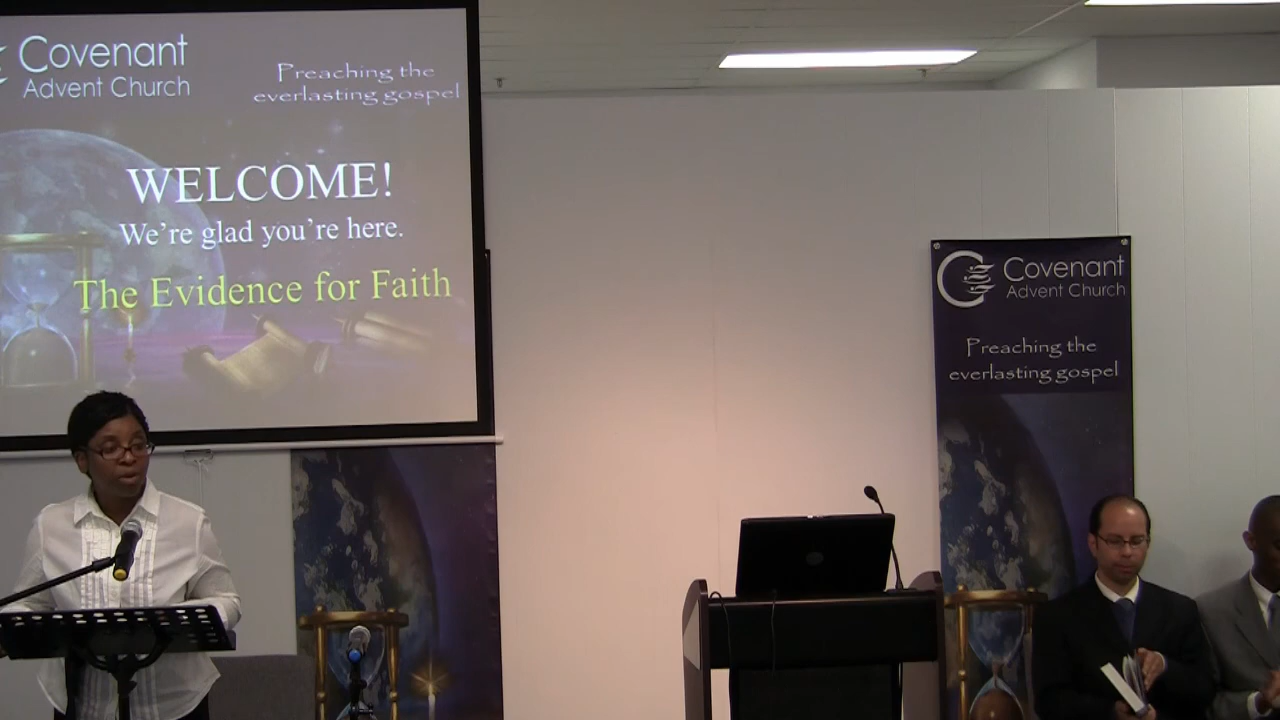 Covenant
Advent Church
Preaching the
everlasting gospel
WELCOME!
We're glad you're here.
The Evidence for Faith
Covenant
Advent Church
Preaching the
everlasting gospel